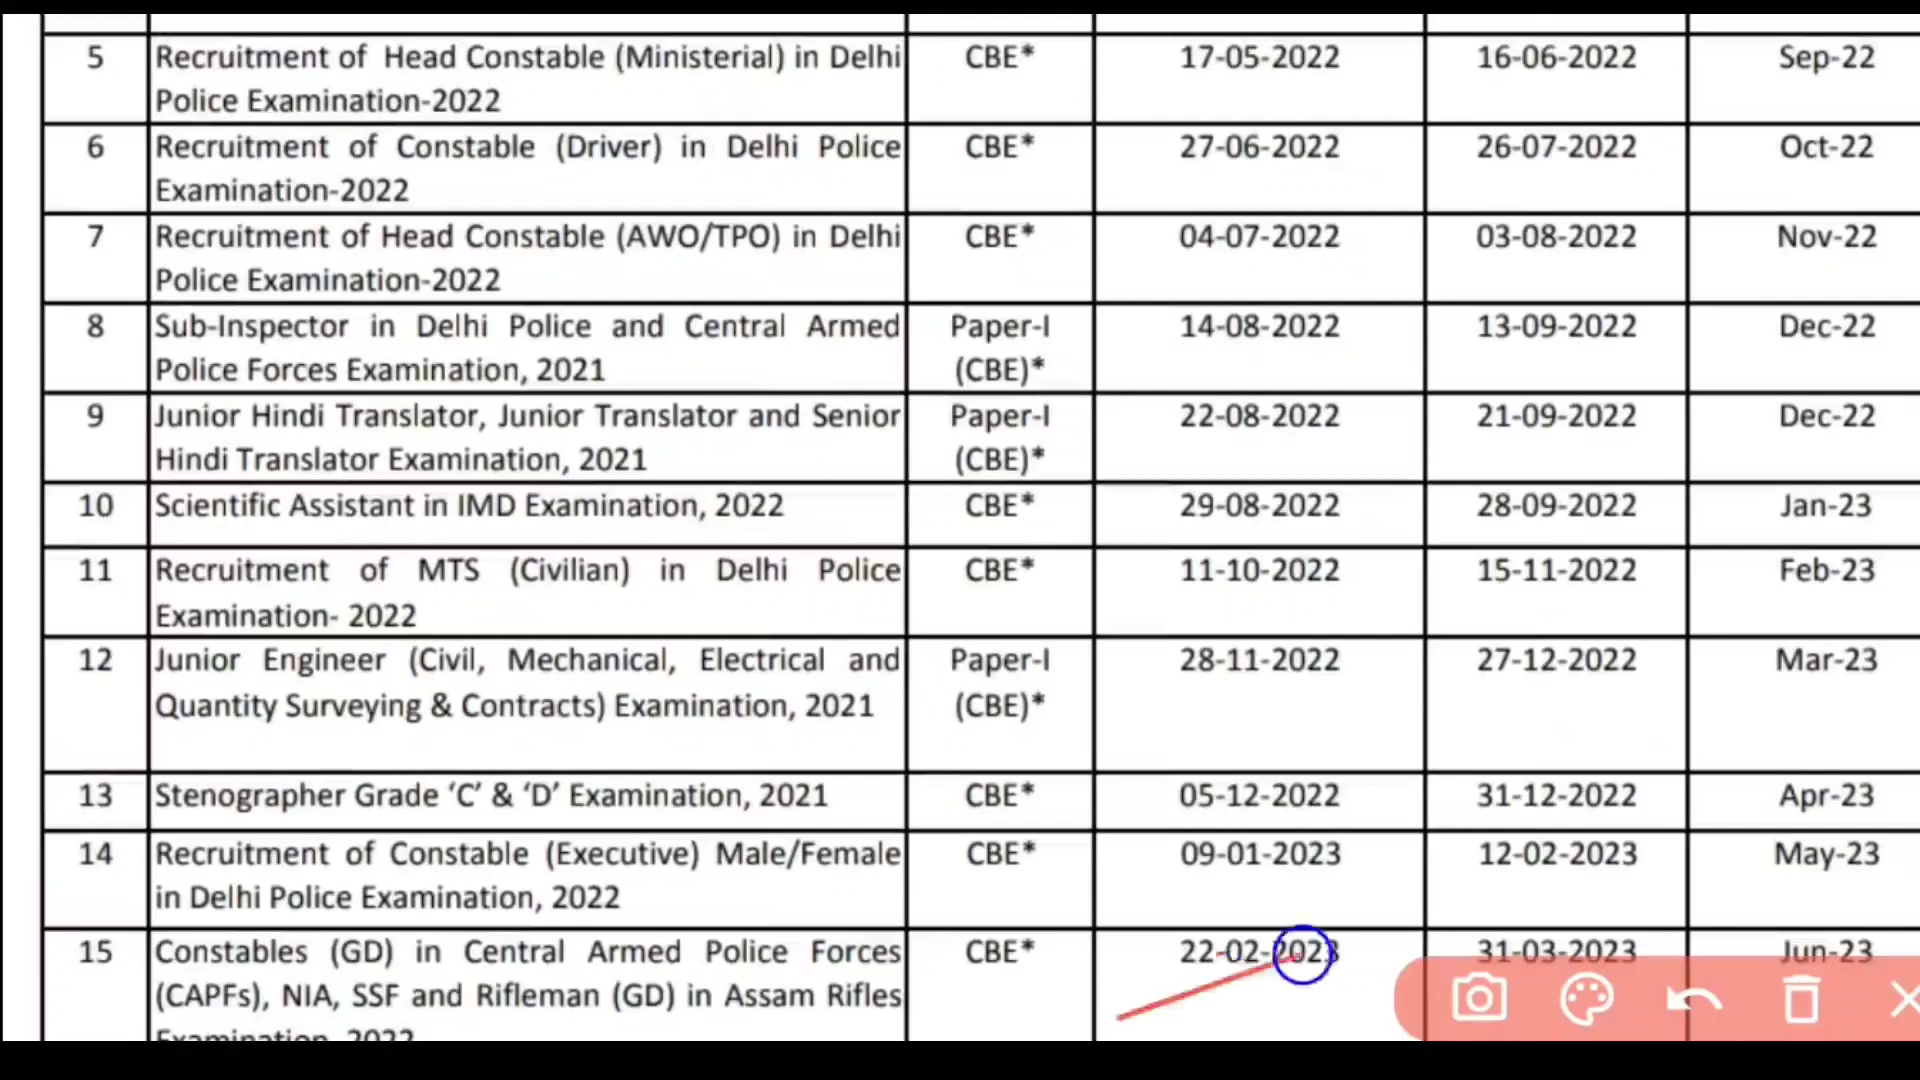 5 Recruitment of Head Constable (Ministerial) in Delhi CBE* 17-05-2022 16-06-2022 Sep-22
Police Examination-2022
6 Recruitment of Constable (Driver) in Delhi Police CBE* 27-06-2022 26-07-2022 Oct-22
Examination-2022
7 Recruitment of Head Constable (AWO/TPO) in Delhi CBE* 04-07-2022 03-08-2022 Nov-22
Police Examination-2022
8 Sub-Inspector in Delhi Police and Central Armed Paper-I 14-08-2022 13-09-2022 Dec-22
Police Forces Examination, 2021 (CBE)*
9 Junior Hindi Translator, Junior Translator and Senior Paper-I 22-08-2022 21-09-2022 Dec-22
Hindi Translator Examination, 2021 (CBE)*
10 Scientific Assistant in IMD Examination, 2022 CBE* 29-08-2022 28-09-2022 Jan-23
11 Recruitment of MTS (Civilian) in Delhi Police CBE* 11-10-2022 15-11-2022 Feb-23
Examination- 2022
12 Junior Engineer (Civil, Mechanical, Electrical and Paper-I 28-11-2022 27-12-2022 Mar-23
Quantity Surveying & Contracts) Examination, 2021 (CBE)*
13 Stenographer Grade ‘C’ & ‘D’ Examination, 2021 CBE* 05-12-2022 31-12-2022 Apr-23
14 Recruitment of Constable (Executive) Male/Female CBE* 09-01-2023 12-02-2023 May-23
in Delhi Police Examination, 2022
15 Constables (GD) in Central Armed Police Forces CBE* 22-02-2023 31-03-2023 Jun-23
(CAPFs), NIA, SSF and Rifleman (GD) in Assam Rifles
Examination, 2022